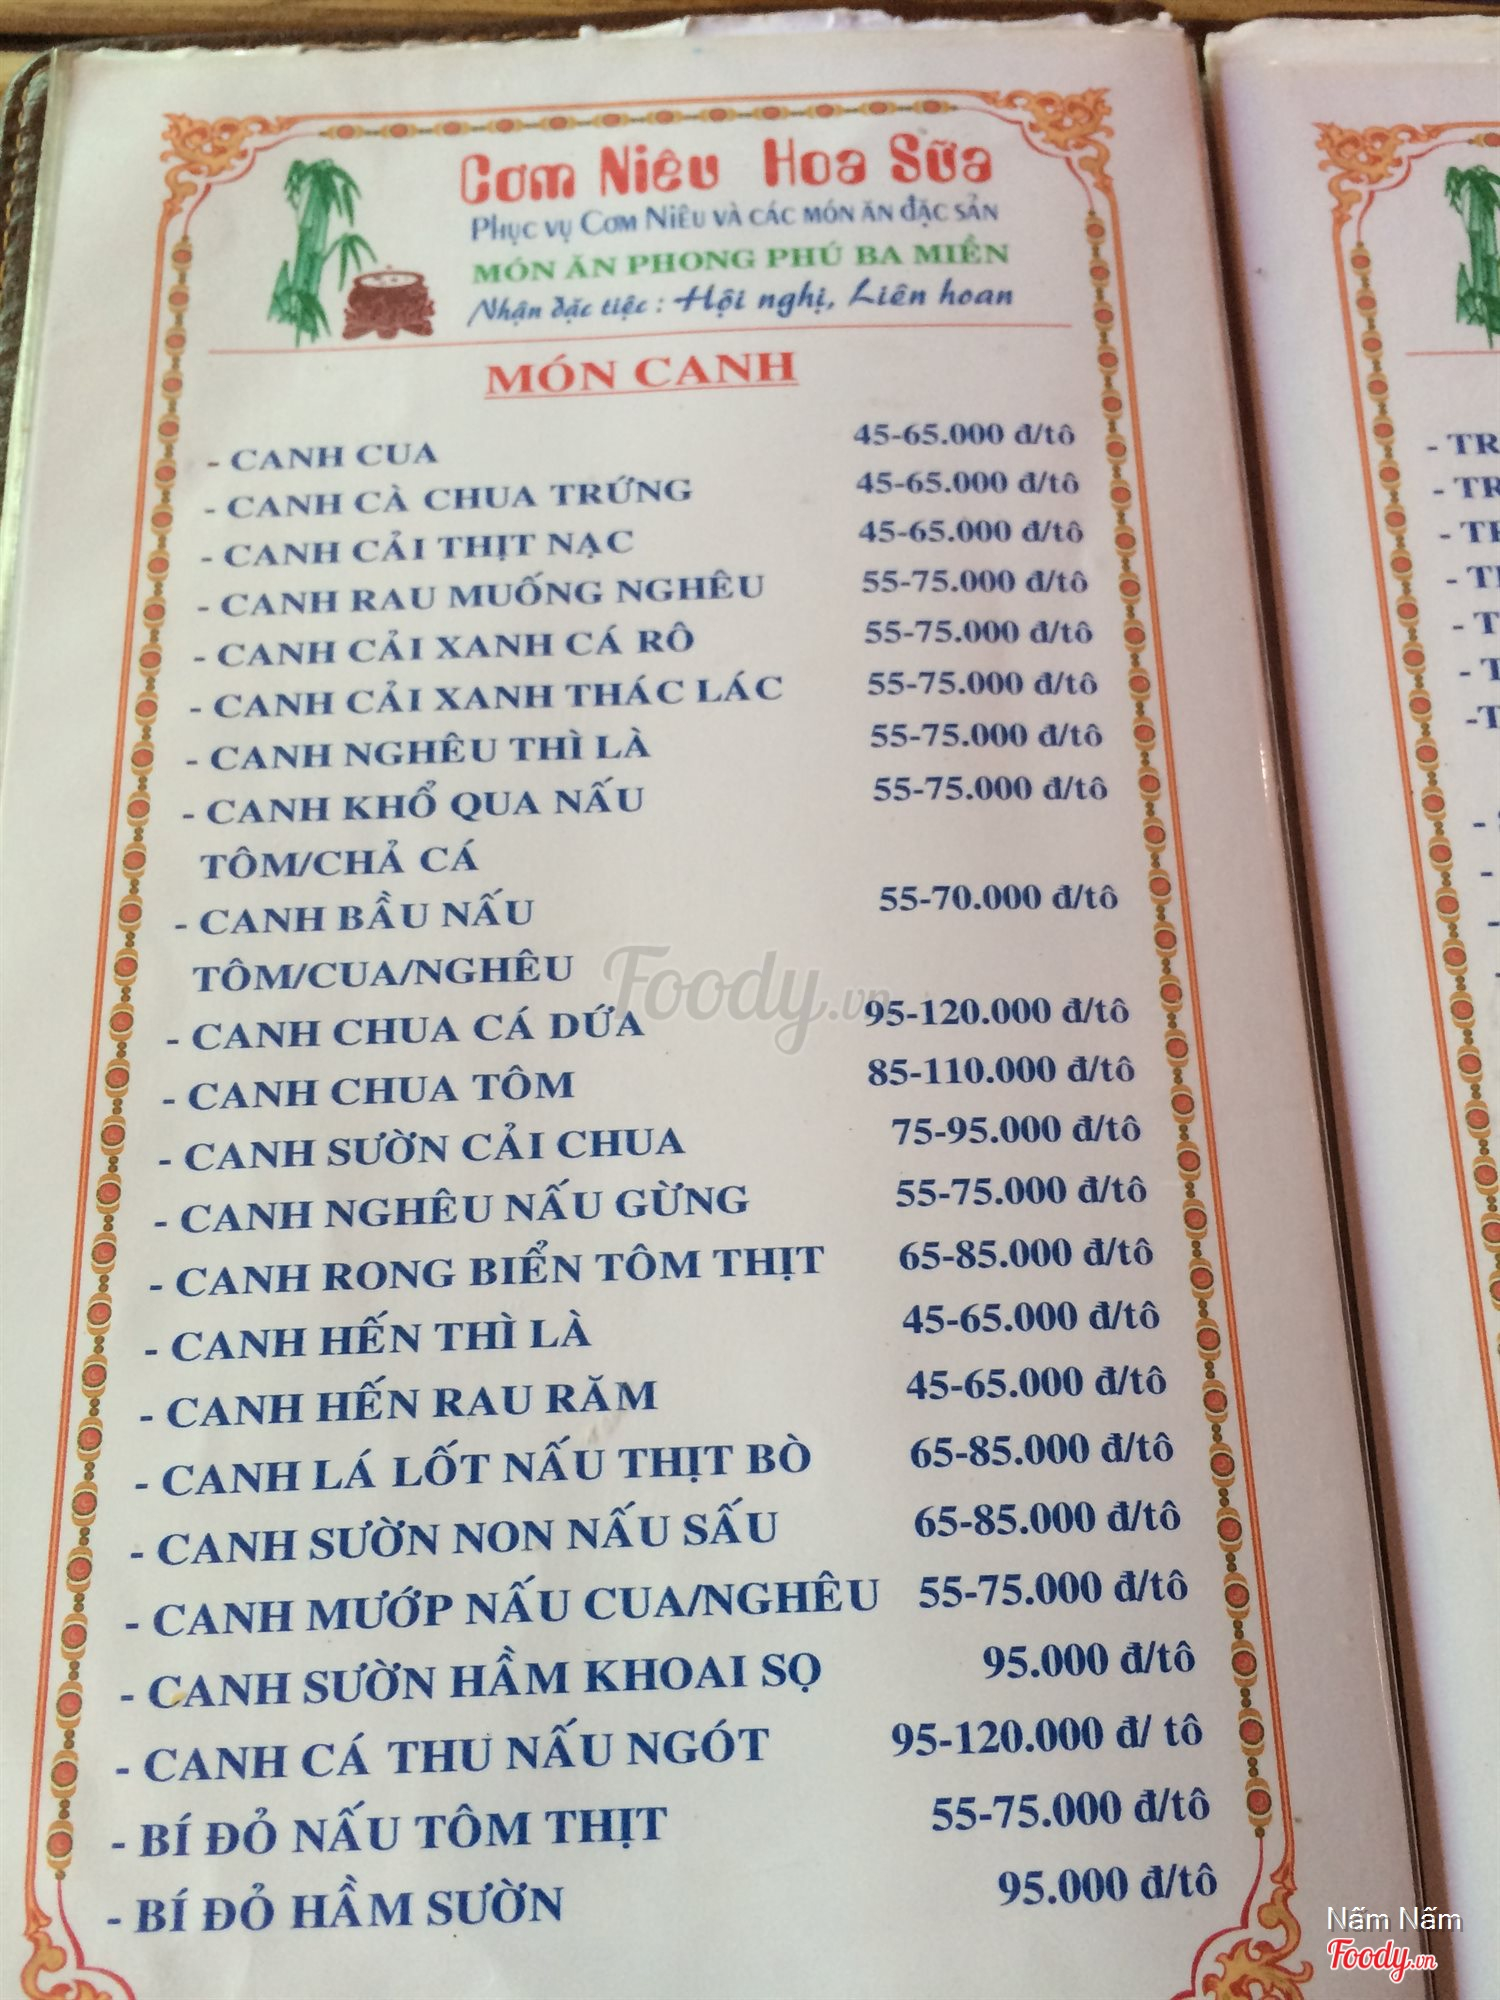 Cơm Niêu Hoa Sữa
Phục vụ Cơm Niêu và các món ăn đặc sản
MÓN ĂN PHONG PHÚ BA MIỀN
Nhận đặc tiệc : Hội nghị, Liên hoan
MÓN CANH
- CANH CUA 45-65.000 đ/tô
- CANH CÀ CHUA TRỨNG 45-65.000 đ/tô
- CANH CẢI THỊT NẠC 45-65.000 đ/tô
- CANH RAU MUỐNG NGHÊU 55-75.000 đ/tô
- CANH CẢI XANH CÁ RÔ 55-75.000 đ/tô
- CANH CẢI XANH THÁC LÁC 55-75.000 đ/tô
- CANH NGHÊU THÌ LÀ 55-75.000 đ/tô
- CANH KHỔ QUA NẤU 55-75.000 đ/tô
TÔM/CHẢ CÁ
- CANH BẦU NẤU 55-70.000 đ/tô
TÔM/CUA/NGHÊU
Foody.vn
- CANH CHUA CÁ DỨA 95-120.000 đ/tô
- CANH CHUA TÔM 85-110.000 đ/tô
- CANH SƯỜN CẢI CHUA 75-95.000 đ/tô
- CANH NGHÊU NẤU GỪNG 55-75.000 đ/tô
- CANH RONG BIỂN TÔM THỊT 65-85.000 đ/tô
- CANH HẾN THÌ LÀ 45-65.000 đ/tô
- CANH HẾN RAU RĂM 45-65.000 đ/tô
- CANH LÁ LỐT NẤU THỊT BÒ 65-85.000 đ/tô
- CANH SƯỜN NON NẤU SẤU 65-85.000 đ/tô
- CANH MƯỚP NẤU CUA/NGHÊU 55-75.000 đ/tô
- CANH SƯỜN HẦM KHOAI SỌ 95.000 đ/tô
- CANH CÁ THU NẤU NGÓT 95-120.000 đ/ tô
- BÍ ĐỎ NẤU TÔM THỊT 55-75.000 đ/tô
- BÍ ĐỎ HẦM SƯỜN 95.000 đ/tô
Nấm Nấm
Foody.vn